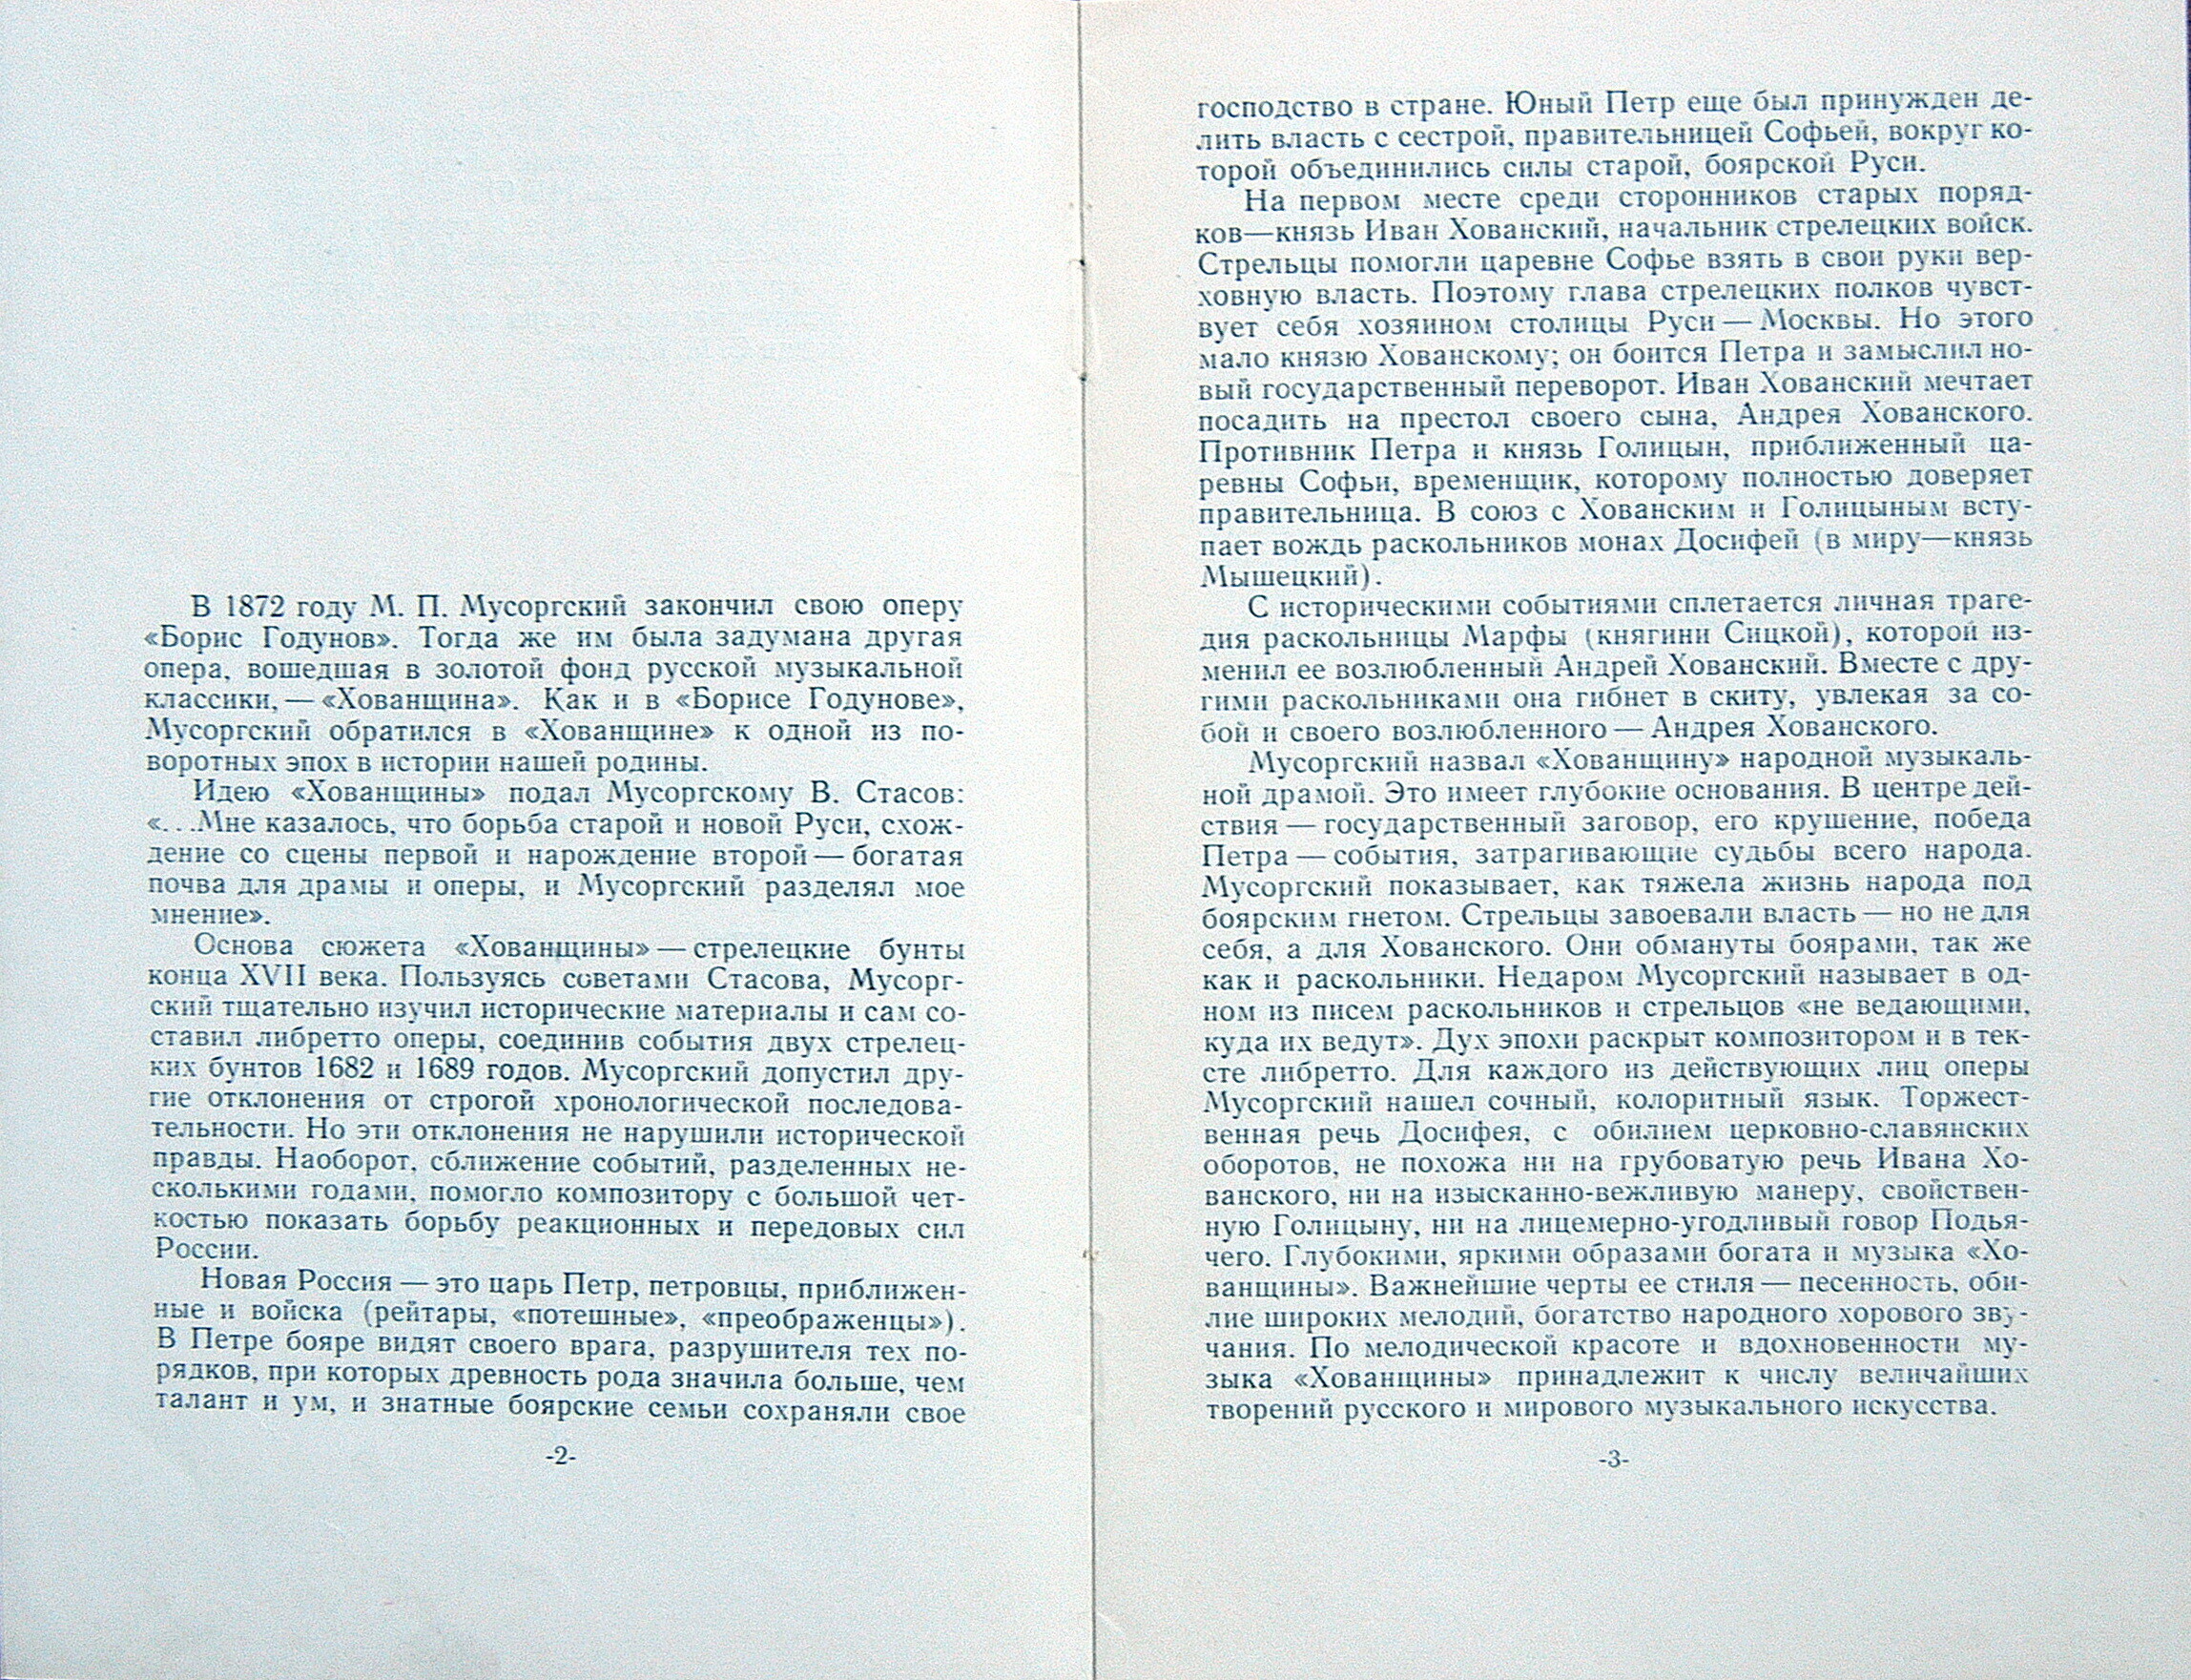 В 1872 году М. П. Мусоргский закончил свою оперу
«Борис Годунов». Тогда же им была задумана другая
опера, вошедшая в золотой фонд русской музыкальной
классики, — «Хованщина». Как и в «Борисе Годунове»,
Мусоргский обратился в «Хованщине» к одной из по-
воротных эпох в истории нашей родины.
Идею «Хованщины» подал Мусоргскому В. Стасов:
«...Мне казалось, что борьба старой и новой Руси, схож-
дение со сцены первой и нарождение второй — богатая
почва для драмы и оперы, и Мусоргский разделял мое
мнение».
Основа сюжета «Хованщины» — стрелецкие бунты
конца XVII века. Пользуясь советами Стасова, Мусорг-
ский тщательно изучил исторические материалы и сам со-
ставил либретто оперы, соединив события двух стрелец-
ких бунтов 1682 и 1689 годов. Мусоргский допустил дру-
гие отклонения от строгой хронологической последова-
тельности. Но эти отклонения не нарушили исторической
правды. Наоборот, сближение событий, разделенных не-
сколькими годами, помогло композитору с большой чет-
костью показать борьбу реакционных и передовых сил
России.
Новая Россия — это царь Петр, петровцы, приближен-
ные и войска (рейтары, «потешные», «преображенцы»).
В Петре бояре видят своего врага, разрушителя тех по-
рядков, при которых древность рода значила больше, чем
талант и ум, и знатные боярские семьи сохраняли свое
-2-
господство в стране. Юный Петр еще был принужден де-
лить власть с сестрой, правительницей Софьей, вокруг ко-
торой объединились силы старой, боярской Руси.
На первом месте среди сторонников старых поряд-
ков—князь Иван Хованский, начальник стрелецких войск.
Стрельцы помогли царевне Софье взять в свои руки вер-
ховную власть. Поэтому глава стрелецких полков чувст-
вует себя хозяином столицы Руси — Москвы. Но этого
мало князю Хованскому; он боится Петра и замыслил но-
вый государственный переворот. Иван Хованский мечтает
посадить на престол своего сына, Андрея Хованского.
Противник Петра и князь Голицын, приближенный ца-
ревны Софьи, временщик, которому полностью доверяет
правительница. В союз с Хованским и Голицыным всту-
пает вождь раскольников монах Досифей (в миру—князь
Мышецкий).
С историческими событиями сплетается личная траге-
дия раскольницы Марфы (княгини Сицкой), которой из-
менил ее возлюбленный Андрей Хованский. Вместе с дру-
гими раскольниками она гибнет в скиту, увлекая за со-
бой и своего возлюбленного — Андрея Хованского.
Мусоргский назвал «Хованщину» народной музыкаль-
ной драмой. Это имеет глубокие основания. В центре дей-
ствия — государственный заговор, его крушение, победа
Петра — события, затрагивающие судьбы всего народа.
Мусоргский показывает, как тяжела жизнь народа под
боярским гнетом. Стрельцы завоевали власть — но не для
себя, а для Хованского. Они обмануты боярами, так же
как и раскольники. Недаром Мусоргский называет в од-
ном из писем раскольников и стрельцов «не ведающими,
куда их ведут». Дух эпохи раскрыт композитором и в тек-
сте либретто. Для каждого из действующих лиц оперы
Мусоргский нашел сочный, колоритный язык. Торжест-
венная речь Досифея, с обилием церковно-славянских
оборотов, не похожа ни на грубоватую речь Ивана Хо-
ванского, ни на изысканно-вежливую манеру, свойствен-
ную Голицыну, ни на лицемерно-угодливый говор Подья-
чего. Глубокими, яркими образами богата и музыка «Хо-
ванщины». Важнейшие черты ее стиля — песенность, оби-
лие широких мелодий, богатство народного хорового зву-
чания. По мелодической красоте и вдохновенности му-
зыка «Хованщины» принадлежит к числу величайших
творений русского и мирового музыкального искусства.
-3-